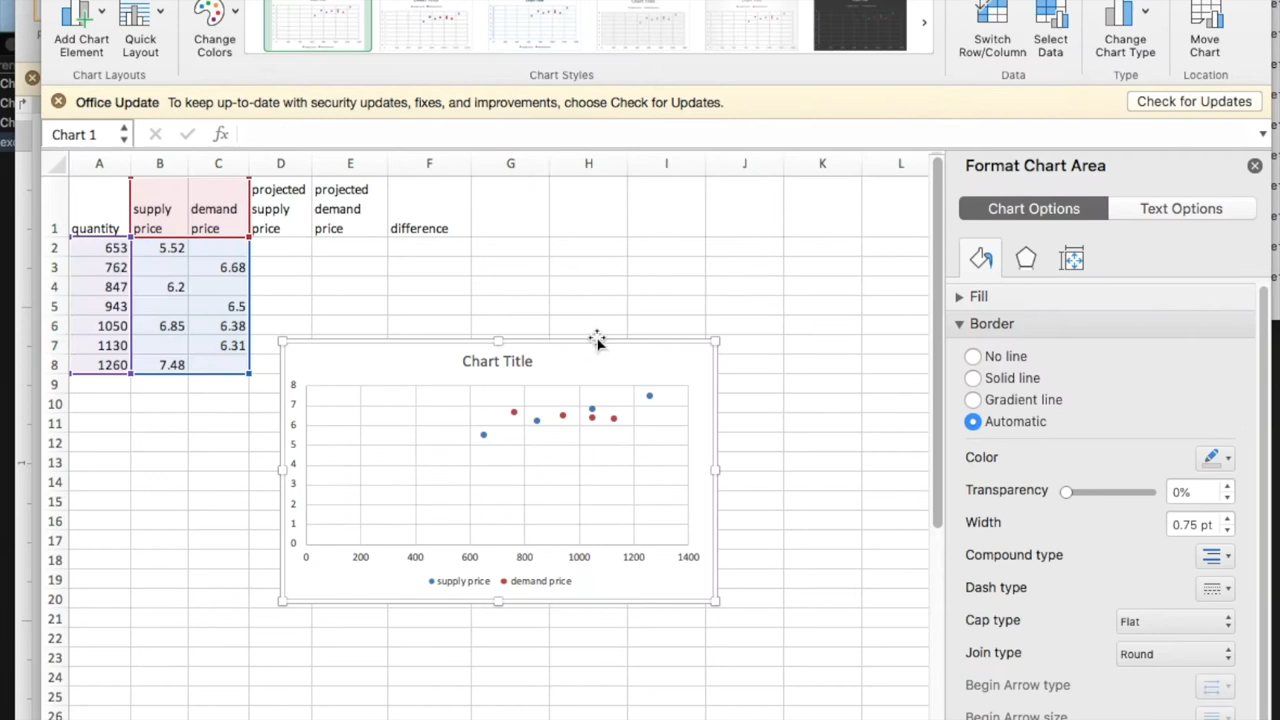 Add Chart Element
Quick Layout
Change Colors
Switch Row/Column
Select Data
Change Chart Type
Move Chart
Chart Layouts
Chart Styles
Data
Type
Location
Office Update To keep up-to-date with security updates, fixes, and improvements, choose Check for Updates.
Check for Updates
Chart 1
fx
A B C D E F G H I J K L
1 quantity supply price demand price projected supply price projected demand price difference
2 653 5.52
3 762 6.68
4 847 6.2
5 943 6.5
6 1050 6.85 6.38
7 1130 6.31
8 1260 7.48
9
10
11
12
13
14
15
16
17
18
19
20
21
22
23
24
25
26
Chart Title
8
7
6
5
4
3
2
1
0
0 200 400 600 800 1000 1200 1400
supply price demand price
Format Chart Area
Chart Options
Text Options
Fill
Border
No line
Solid line
Gradient line
Automatic
Color
Transparency 0%
Width 0.75 pt
Compound type
Dash type
Cap type Flat
Join type Round
Begin Arrow type
Begin Arrow size